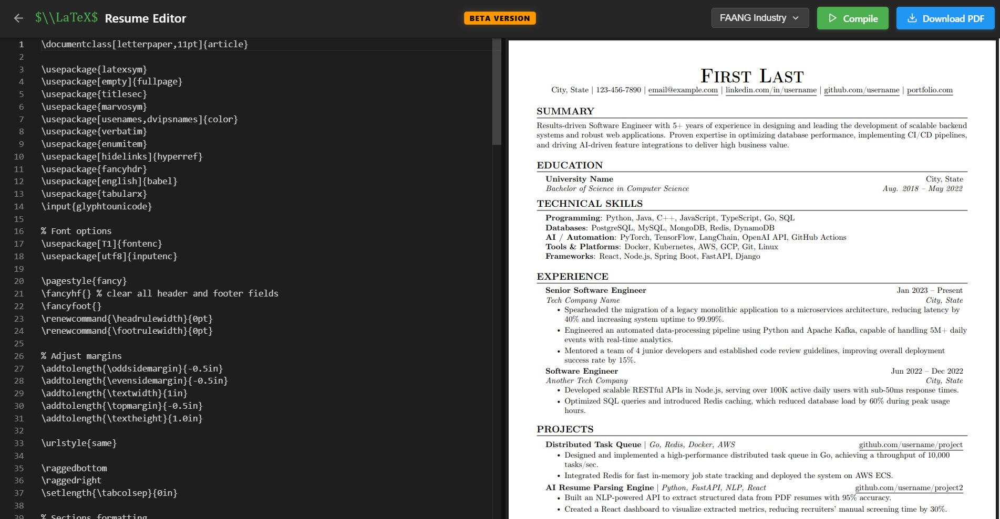 $\\LaTeX$ Resume Editor
BETA VERSION
FAANG Industry
Compile
Download PDF
1 \documentclass[letterpaper,11pt]{article}
2
3 \usepackage{latexsym}
4 \usepackage[empty]{fullpage}
5 \usepackage{titlesec}
6 \usepackage{marvosym}
7 \usepackage[usenames,dvipsnames]{color}
8 \usepackage{verbatim}
9 \usepackage{enumitem}
10 \usepackage[hidelinks]{hyperref}
11 \usepackage{fancyhdr}
12 \usepackage[english]{babel}
13 \usepackage{tabularx}
14 \input{glyphtounicode}
15
16 % Font options
17 \usepackage[T1]{fontenc}
18 \usepackage[utf8]{inputenc}
19
20 \pagestyle{fancy}
21 \fancyhf{} % clear all header and footer fields
22 \fancyfoot{}
23 \renewcommand{\headrulewidth}{0pt}
24 \renewcommand{\footrulewidth}{0pt}
25
26 % Adjust margins
27 \addtolength{\oddsidemargin}{-0.5in}
28 \addtolength{\evensidemargin}{-0.5in}
29 \addtolength{\textwidth}{1in}
30 \addtolength{\topmargin}{-0.5in}
31 \addtolength{\textheight}{1.0in}
32
33 \urlstyle{same}
34
35 \raggedbottom
36 \raggedright
37 \setlength{\tabcolsep}{0in}
38
39 % Sections formatting
First Last
City, State | 123-456-7890 | email@example.com | linkedin.com/in/username | github.com/username | portfolio.com
SUMMARY
Results-driven Software Engineer with 5+ years of experience in designing and leading the development of scalable backend
systems and robust web applications. Proven expertise in optimizing database performance, implementing CI/CD pipelines,
and driving AI-driven feature integrations to deliver high business value.
EDUCATION
University Name City, State
Bachelor of Science in Computer Science Aug. 2018 – May 2022
TECHNICAL SKILLS
Programming: Python, Java, C++, JavaScript, TypeScript, Go, SQL
Databases: PostgreSQL, MySQL, MongoDB, Redis, DynamoDB
AI / Automation: PyTorch, TensorFlow, LangChain, OpenAI API, GitHub Actions
Tools & Platforms: Docker, Kubernetes, AWS, GCP, Git, Linux
Frameworks: React, Node.js, Spring Boot, FastAPI, Django
EXPERIENCE
Senior Software Engineer Jan 2023 – Present
Tech Company Name City, State
• Spearheaded the migration of a legacy monolithic application to a microservices architecture, reducing latency by
40% and increasing system uptime to 99.99%.
• Engineered an automated data-processing pipeline using Python and Apache Kafka, capable of handling 5M+ daily
events with real-time analytics.
• Mentored a team of 4 junior developers and established code review guidelines, improving overall deployment
success rate by 15%.
Software Engineer Jun 2022 – Dec 2022
Another Tech Company City, State
• Developed scalable RESTful APIs in Node.js, serving over 100K active daily users with sub-50ms response times.
• Optimized SQL queries and introduced Redis caching, which reduced database load by 60% during peak usage
hours.
PROJECTS
Distributed Task Queue | Go, Redis, Docker, AWS github.com/username/project
• Designed and implemented a high-performance distributed task queue in Go, achieving a throughput of 10,000
tasks/sec.
• Integrated Redis for fast in-memory job state tracking and deployed the system on AWS ECS.
AI Resume Parsing Engine | Python, FastAPI, NLP, React github.com/username/project2
• Built an NLP-powered API to extract structured data from PDF resumes with 95% accuracy.
• Created a React dashboard to visualize extracted metrics, reducing recruiters' manual screening time by 30%.